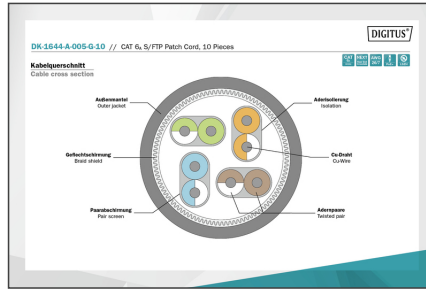 DIGITUS®
DK-1644-A-005-G-10 // CAT 6A S/FTP Patch Cord, 10 Pieces
Kabelquerschnitt
Cable cross section
Außenmantel
Outer jacket
Aderisolierung
Isolation
Geflechtschirmung
Braid shield
Cu-Draht
Cu-Wire
Paarabschirmung
Pair screen
Adernpaare
Twisted pair